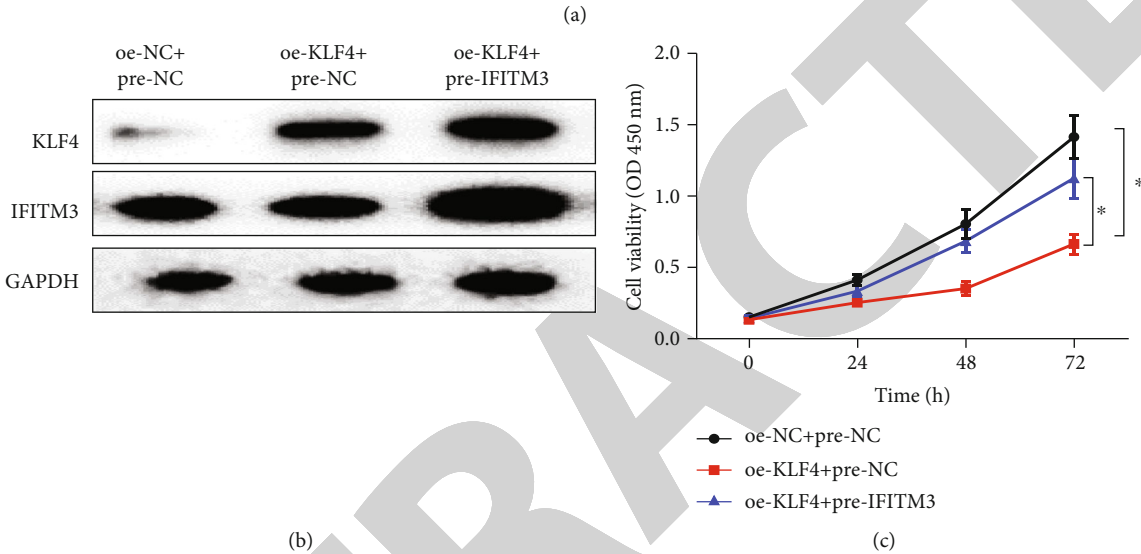 (a)
oe-NC+ oe-KLF4+ oe-KLF4+
pre-NC pre-NC pre-IFITM3
KLF4
IFITM3
GAPDH
(b)
2.0
1.5
1.0
0.5
0.0
Cell viability (OD 450 nm)
*
*
0 24 48 72
Time (h)
oe-NC+pre-NC
oe-KLF4+pre-NC
oe-KLF4+pre-IFITM3
(c)